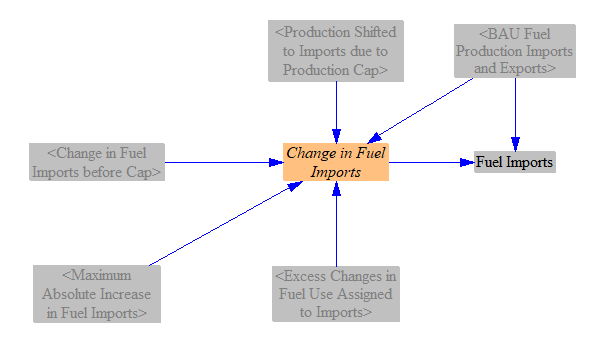 <Production Shifted
to Imports due to
Production Cap>
<BAU Fuel
Production Imports
and Exports>
<Change in Fuel
Imports before Cap>
Change in Fuel
Imports
Fuel Imports
<Maximum
Absolute Increase
in Fuel Imports>
<Excess Changes in
Fuel Use Assigned
to Imports>